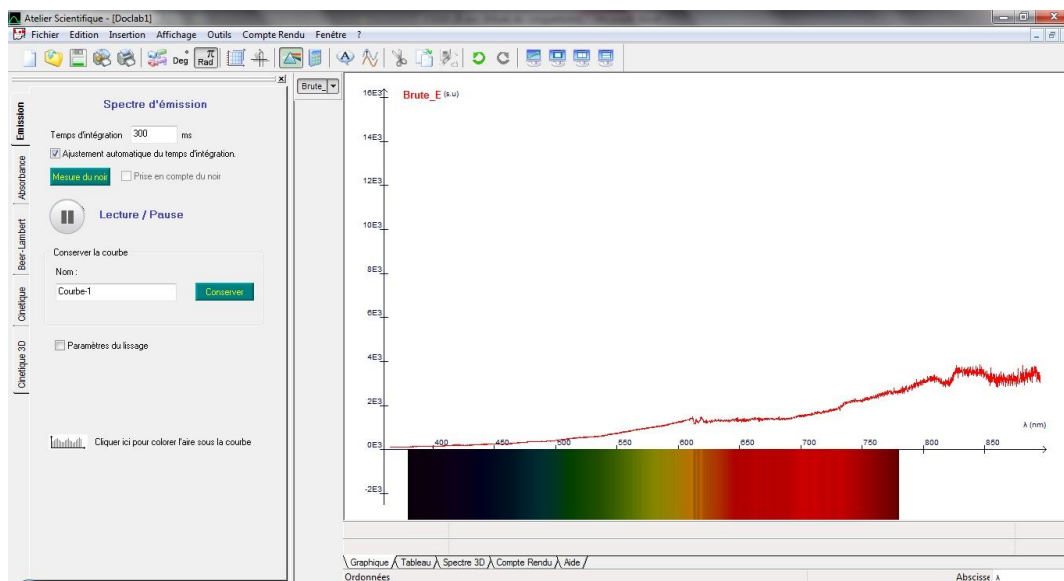 Atelier Scientifique - [Doclab1]
Fichier Edition Insertion Affichage Outils Compte Rendu Fenêtre ?
Deg π Rad
Emission
Absorbance
Beer-Lambert
Cinetique
Cinetique 3D
Spectre d'émission
Temps d'intégration 300 ms
Ajustement automatique du temps d'intégration.
Mesure du noir Prise en compte du noir
Lecture / Pause
Conserver la courbe
Nom :
Courbe-1 Conserver
Paramètres du lissage
Cliquer ici pour colorer l'aire sous la courbe
Brute_
Brute_E (s.u)
16E3
14E3
12E3
10E3
8E3
6E3
4E3
2E3
0E3
-2E3
λ (nm)
400 450 500 550 600 650 700 750 800 850
Graphique Tableau Spectre 3D Compte Rendu Aide
Ordonnées Abscisse λ